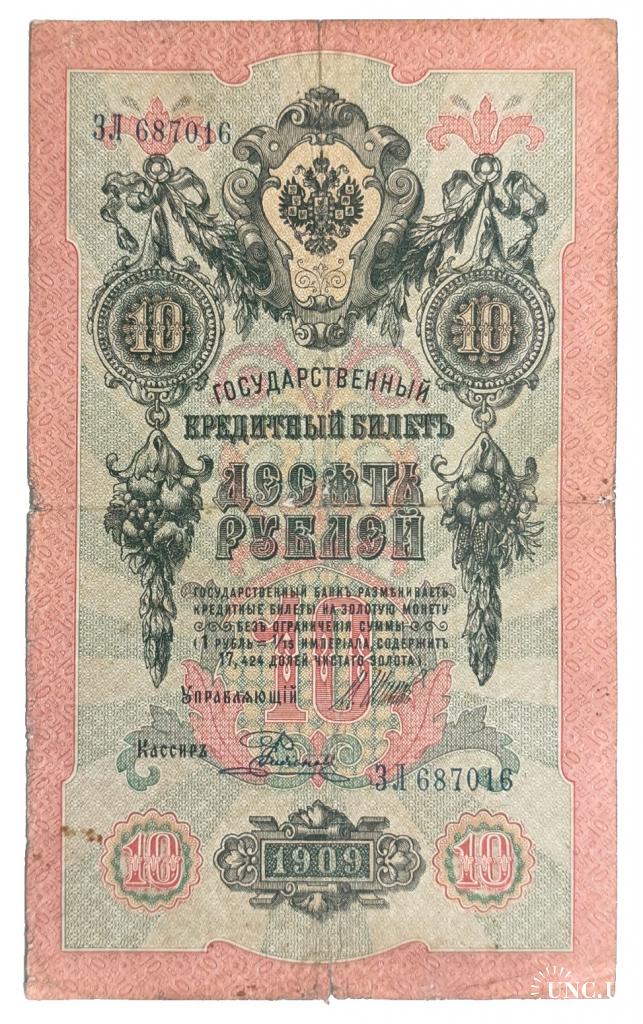 ЗЛ 687016
10 10
ГОСУДАРСТВЕННЫЙ
КРЕДИТНЫЙ БИЛЕТЪ
ДЕСЯТЬ
РУБЛЕЙ
ГОСУДАРСТВЕННЫЙ БАНКЪ РАЗМѢНИВАЕТЪ
КРЕДИТНЫЕ БИЛЕТЫ НА ЗОЛОТУЮ МОНЕТУ
БЕЗЪ ОГРАНИЧЕНІЯ СУММЫ
(1 РУБЛЬ = 1/15 ИМПЕРІАЛА, СОДЕРЖИТЪ
17,424 ДОЛЕЙ ЧИСТАГО ЗОЛОТА)
10
УПРАВЛЯЮЩІЙ
КАССИРЪ
ЗЛ 687016
10 1909 10
UNC.U